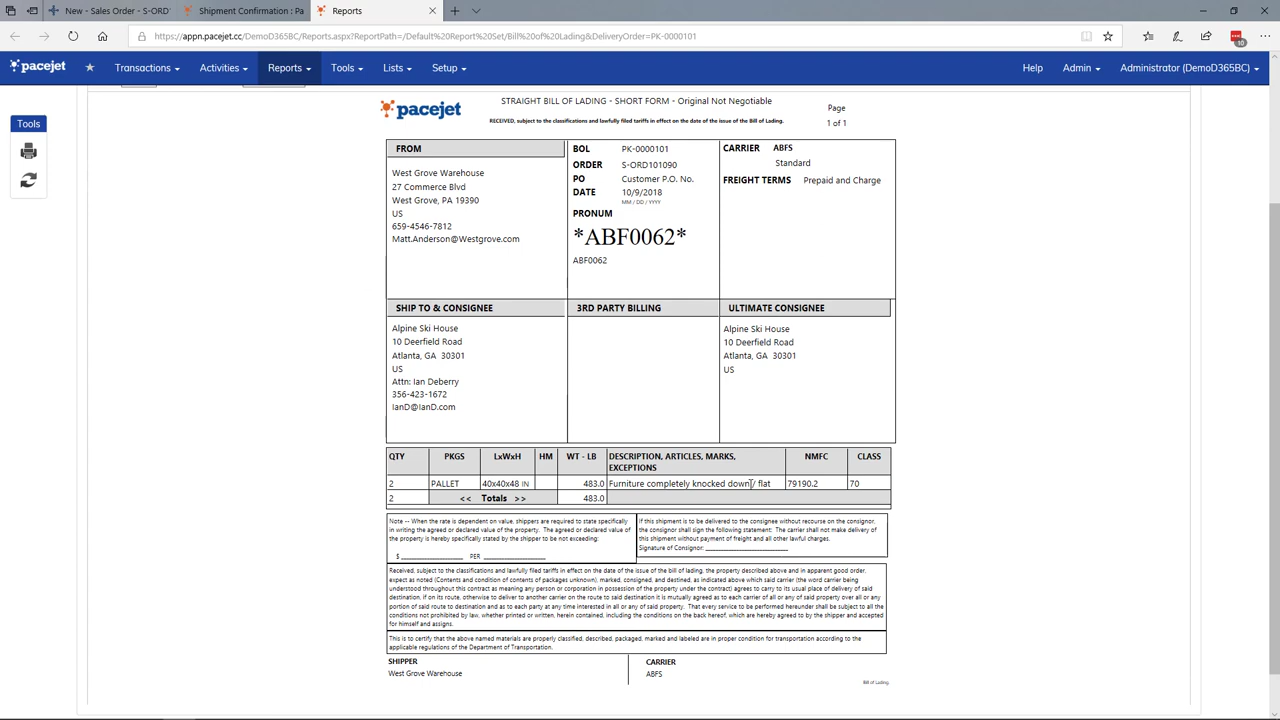 New - Sales Order - S-ORD1
Shipment Confirmation : Pa
Reports
https://appn.pacejet.cc/DemoD365BC/Reports.aspx?ReportPath=/Default%20Report%20Set/Bill%20of%20Lading&DeliveryOrder=PK-0000101
10
pacejet
Transactions
Activities
Reports
Tools
Lists
Setup
Help
Admin
Administrator (DemoD365BC)
Tools
pacejet
STRAIGHT BILL OF LADING - SHORT FORM - Original Not Negotiable
RECEIVED, subject to the classifications and lawfully filed tariffs in effect on the date of the issue of the Bill of Lading.
Page
1 of 1
FROM
West Grove Warehouse
27 Commerce Blvd
West Grove, PA 19390
US
659-4546-7812
Matt.Anderson@Westgrove.com
BOL PK-0000101
ORDER S-ORD101090
PO Customer P.O. No.
DATE 10/9/2018
MM / DD / YYYY
PRONUM
*ABF0062*
ABF0062
CARRIER ABFS
Standard
FREIGHT TERMS Prepaid and Charge
SHIP TO & CONSIGNEE
Alpine Ski House
10 Deerfield Road
Atlanta, GA 30301
US
Attn: Ian Deberry
356-423-1672
IanD@IanD.com
3RD PARTY BILLING
ULTIMATE CONSIGNEE
Alpine Ski House
10 Deerfield Road
Atlanta, GA 30301
US
QTY PKGS LxWxH HM WT - LB DESCRIPTION, ARTICLES, MARKS, EXCEPTIONS NMFC CLASS
2 PALLET 40x40x48 IN 483.0 Furniture completely knocked down/ flat 79190.2 70
2 << Totals >> 483.0
Note -- When the rate is dependent on value, shippers are required to state specifically
in writing the agreed or declared value of the property. The agreed or declared value of
the property is hereby specifically stated by the shipper to be not exceeding:
$ ____________________ PER ____________________
If this shipment is to be delivered to the consignee without recourse on the consignor,
the consignor shall sign the following statement: The carrier shall not make delivery of
this shipment without payment of freight and all other lawful charges.
Signature of Consignor: ____________________
Received, subject to the classifications and lawfully filed tariffs in effect on the date of the issue of the bill of lading, the property described above and in apparent good order,
expect as noted (Contents and condition of contents of packages unknown), marked, consigned, and destined, as indicated above which said carrier (the word carrier being
understood throughout this contract as meaning any person or corporation in possession of the property under the contract) agrees to carry to its usual place of delivery of said
destination, if on its route, otherwise to deliver to another carrier on the route to said destination it is mutually agreed as to each carrier of all or any of said property over all or any
portion of said route to destination and as to each party at any time interested in all or any of said property. That every service to be performed hereunder shall be subject to all the
conditions not prohibited by law, whether printed or written, herein contained, including the conditions on the back hereof, which are hereby agreed to by the shipper and accepted
for himself and assigns.
This is to certify that the above named materials are properly classified, described, packaged, marked and labeled are in proper condition for transportation according to the
applicable regulations of the Department of Transportation.
SHIPPER
West Grove Warehouse
CARRIER
ABFS
Bill of Lading.